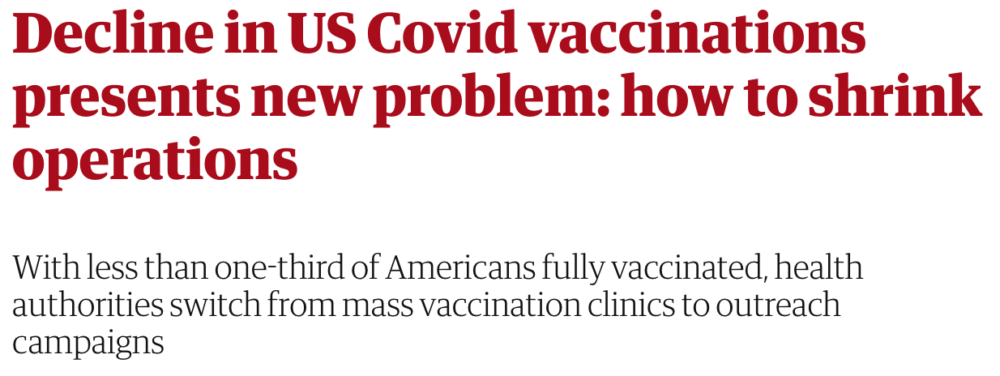 Decline in US Covid vaccinations
presents new problem: how to shrink
operations
With less than one-third of Americans fully vaccinated, health
authorities switch from mass vaccination clinics to outreach
campaigns